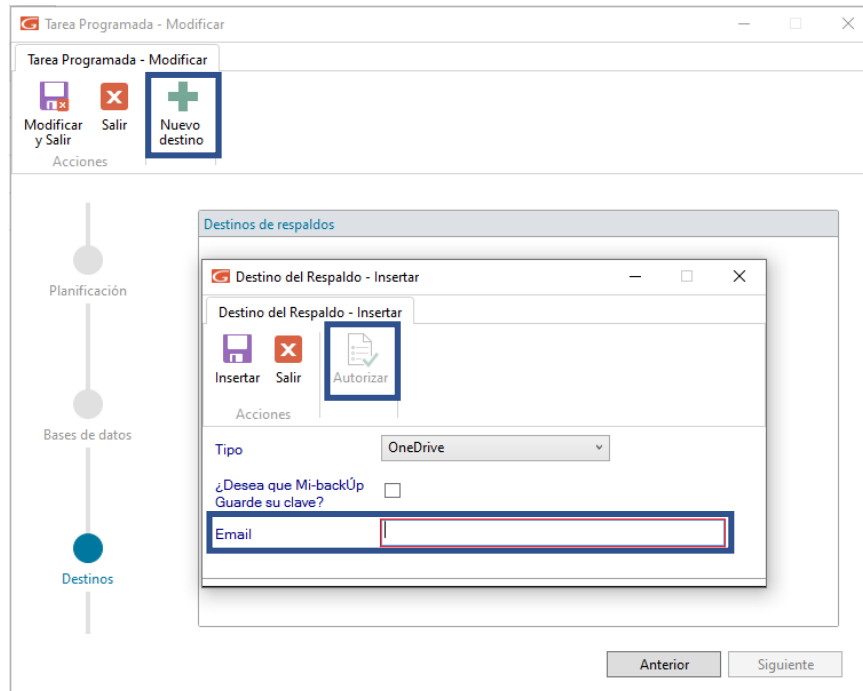 Tarea Programada - Modificar
Tarea Programada - Modificar
Modificar
y Salir
Salir
Nuevo
destino
Acciones
Planificación
Bases de datos
Destinos
Destinos de respaldos
Destino del Respaldo - Insertar
Destino del Respaldo - Insertar
Insertar
Salir
Autorizar
Acciones
Tipo
OneDrive
¿Desea que Mi-backÚp
Guarde su clave?
Email
Anterior
Siguiente